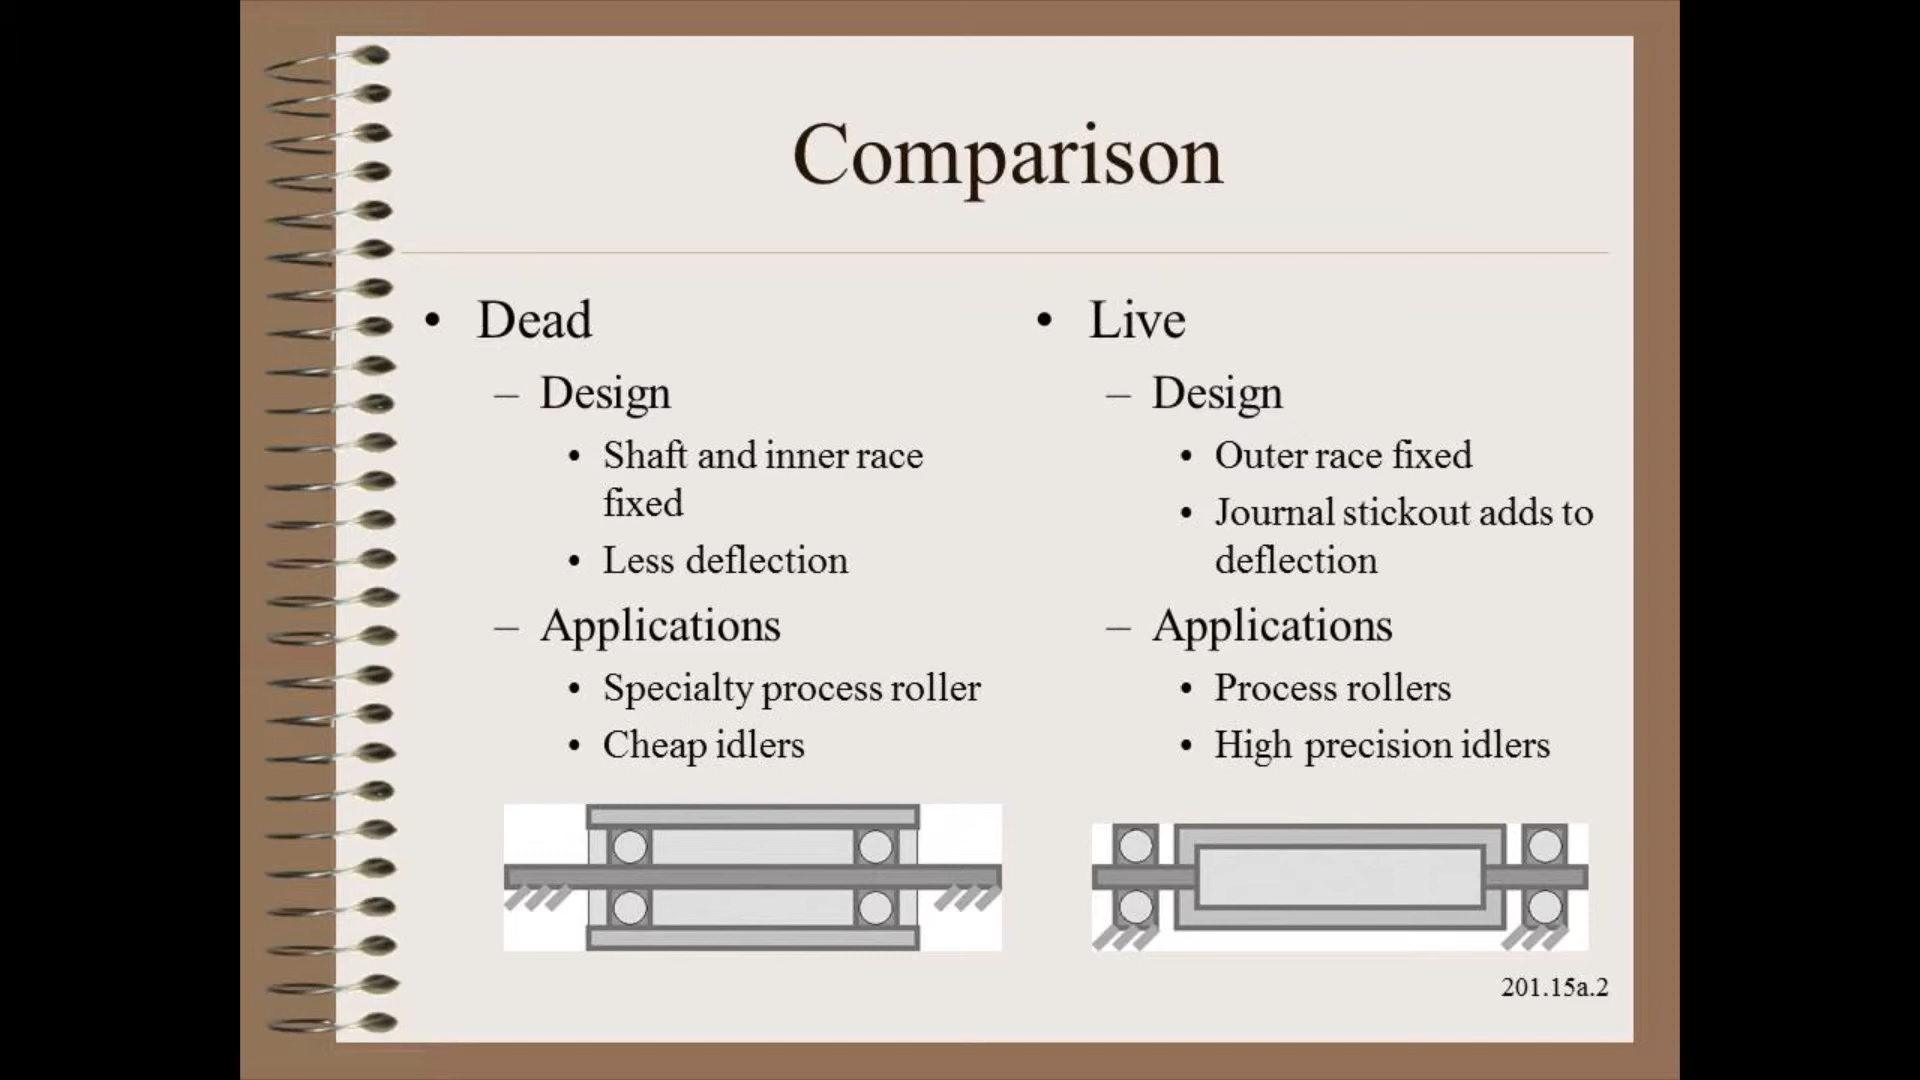 Comparison
• Dead
– Design
• Shaft and inner race
fixed
• Less deflection
– Applications
• Specialty process roller
• Cheap idlers
• Live
– Design
• Outer race fixed
• Journal stickout adds to
deflection
– Applications
• Process rollers
• High precision idlers
201.15a.2